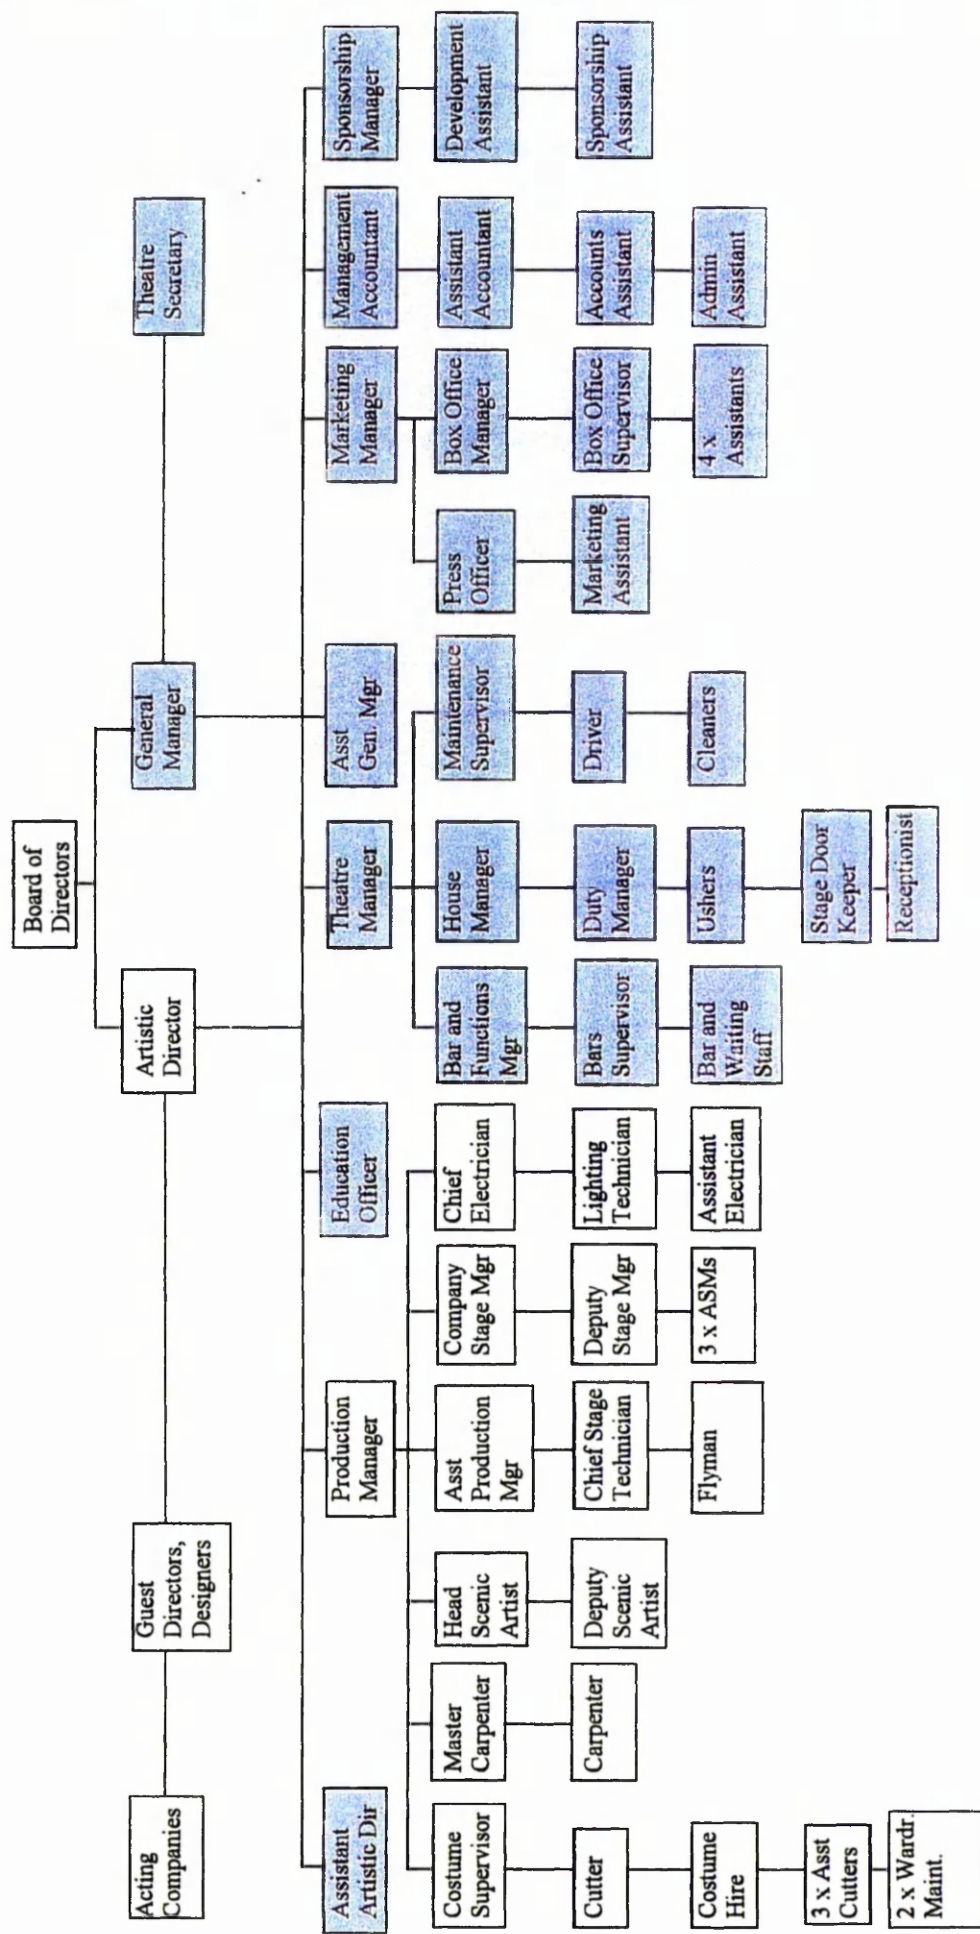 Board of
Directors
Artistic
Director
General
Manager
Acting
Companies
Guest
Directors,
Designers
Theatre
Secretary
Assistant
Artistic Dir
Production
Manager
Education
Officer
Theatre
Manager
Asst
Gen. Mgr
Marketing
Manager
Management
Accountant
Sponsorship
Manager
Costume
Supervisor
Master
Carpenter
Head
Scenic
Artist
Asst
Production
Mgr
Company
Stage Mgr
Chief
Electrician
Bar and
Functions
Mgr
House
Manager
Maintenance
Supervisor
Press
Officer
Box Office
Manager
Assistant
Accountant
Development
Assistant
Cutter
Carpenter
Deputy
Scenic
Artist
Chief Stage
Technician
Deputy
Stage Mgr
Lighting
Technician
Bars
Supervisor
Duty
Manager
Driver
Marketing
Assistant
Box Office
Supervisor
Accounts
Assistant
Sponsorship
Assistant
Costume
Hire
Flyman
3 x ASMs
Assistant
Electrician
Bar and
Waiting
Staff
Ushers
Cleaners
4 x
Assistants
Admin
Assistant
3 x Asst
Cutters
Stage Door
Keeper
2 x Wardr.
Maint.
Receptionist